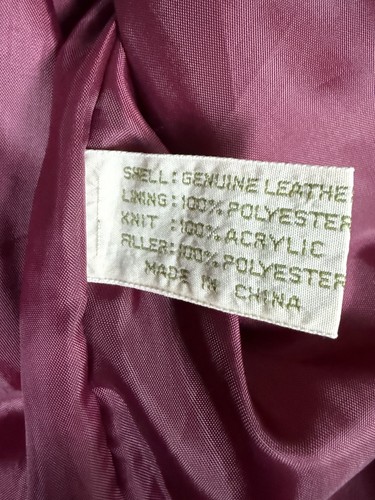 SHELL: GENUINE LEATHE
LINING: 100% POLYESTER
KNIT : 100% ACRYLIC
FILLER: 100% POLYESTER
MADE IN CHINA